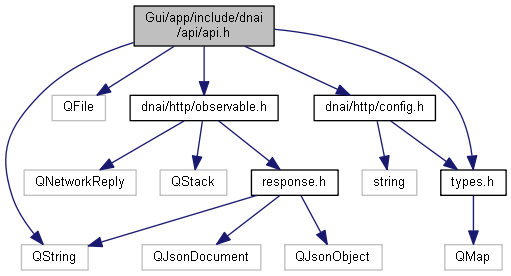 Gui/app/include/dnai
/api/api.h
QFile
dnai/http/observable.h
dnai/http/config.h
QNetworkReply
QStack
response.h
string
types.h
QString
QJsonDocument
QJsonObject
QMap